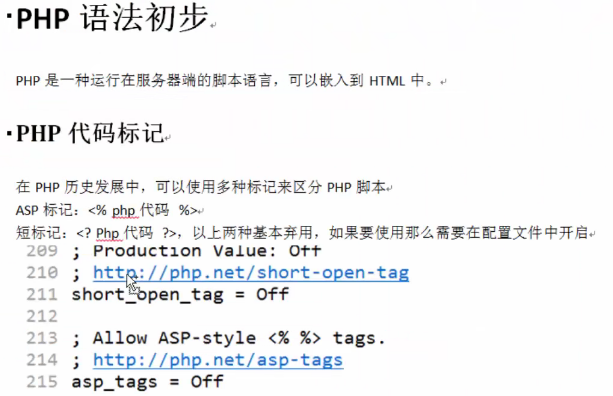 ·PHP 语法初步
PHP 是一种运行在服务器端的脚本语言，可以嵌入到 HTML 中。
·PHP 代码标记
在 PHP 历史发展中，可以使用多种标记来区分 PHP 脚本
ASP 标记：<% php 代码 %>
短标记：<? Php 代码 ?>，以上两种基本弃用，如果要使用那么需要在配置文件中开启
209 ; Production Value: Off
210 ; http://php.net/short-open-tag
211 short_open_tag = Off
212
213 ; Allow ASP-style <% %> tags.
214 ; http://php.net/asp-tags
215 asp_tags = Off